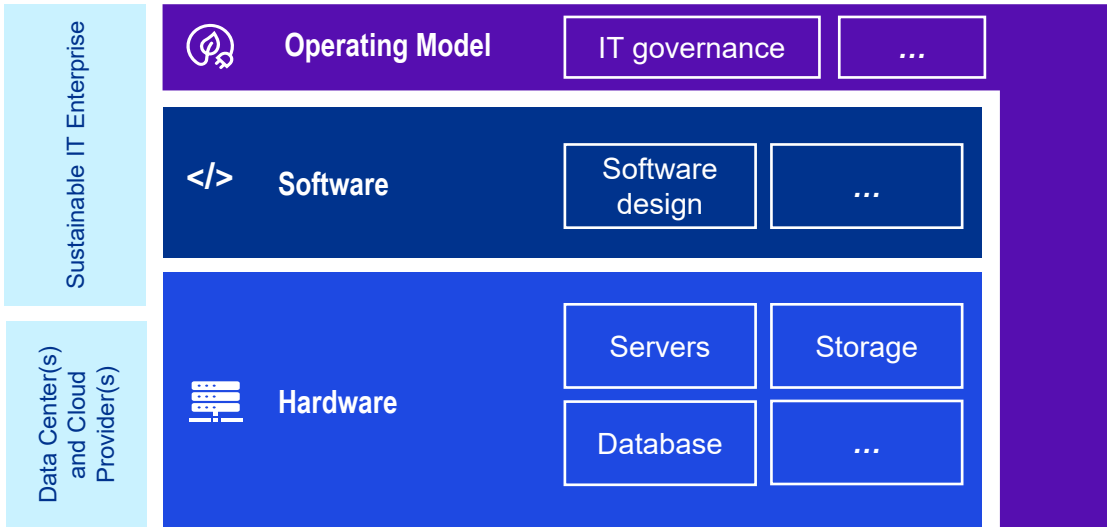 Sustainable IT Enterprise
Operating Model
IT governance
...
</>
Software
Software
design
...
Data Center(s)
and Cloud
Provider(s)
Hardware
Servers
Storage
Database
...